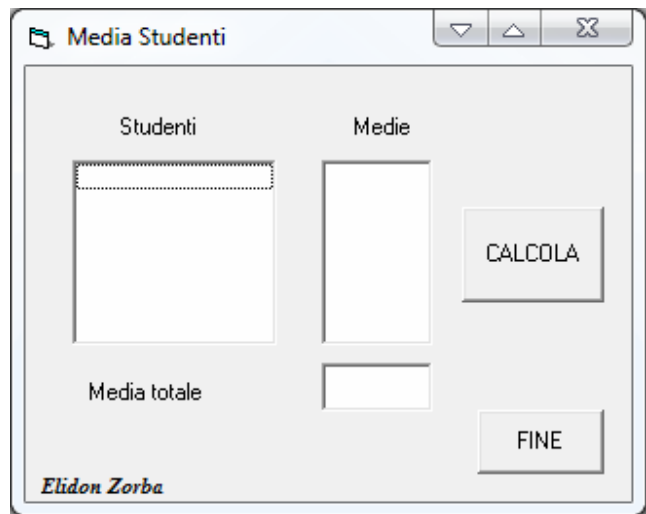 Media Studenti
Studenti Medie
CALCOLA
Media totale
FINE
Elidon Zorba